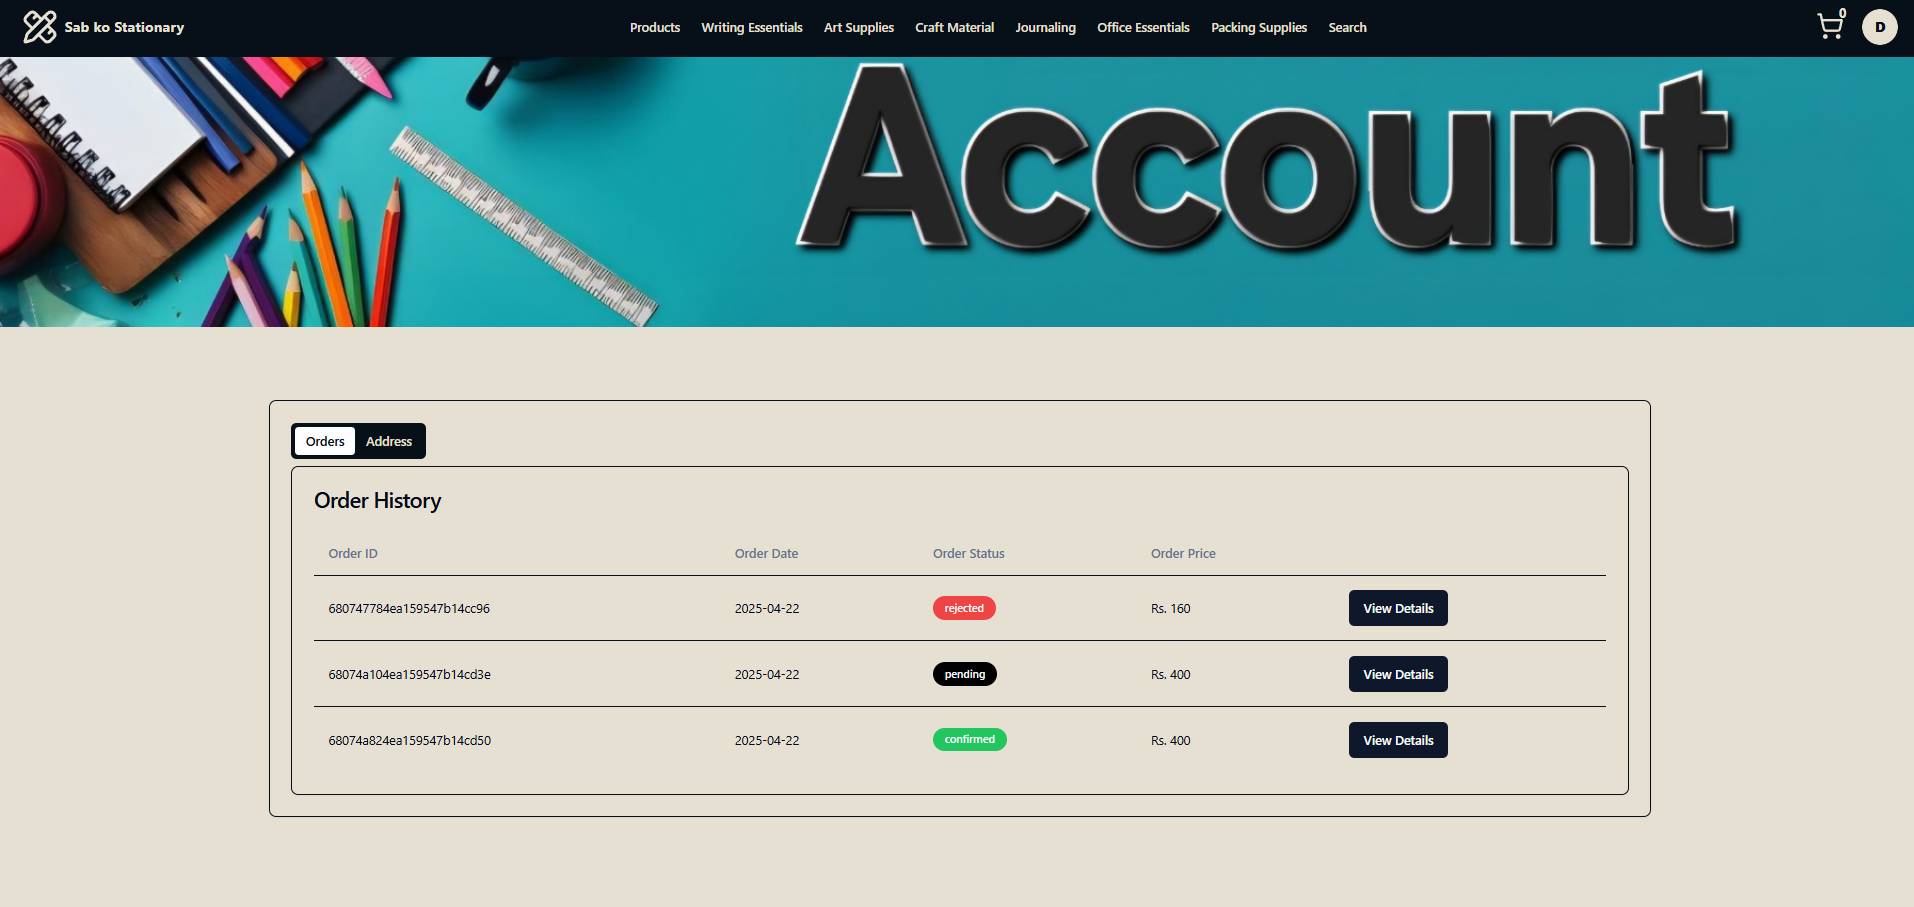 Sab ko Stationary
Products Writing Essentials Art Supplies Craft Material Journaling Office Essentials Packing Supplies Search
0
D
Account
Orders Address
Order History
Order ID Order Date Order Status Order Price
680747784ea159547b14cc96 2025-04-22 rejected Rs. 160 View Details
68074a104ea159547b14cd3e 2025-04-22 pending Rs. 400 View Details
68074a824ea159547b14cd50 2025-04-22 confirmed Rs. 400 View Details